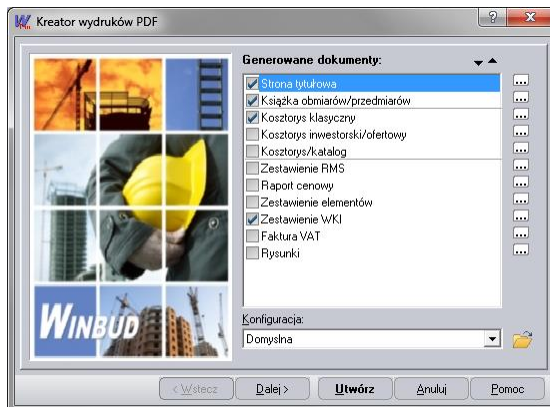 Kreator wydruków PDF
Generowane dokumenty:
Strona tytułowa
Książka obmiarów/przedmiarów
Kosztorys klasyczny
Kosztorys inwestorski/ofertowy
Kosztorys/katalog
Zestawienie RMS
Raport cenowy
Zestawienie elementów
Zestawienie WKI
Faktura VAT
Rysunki
WINBUD
Konfiguracja:
Domyslna
< Wstecz
Dalej >
Utwórz
Anuluj
Pomoc